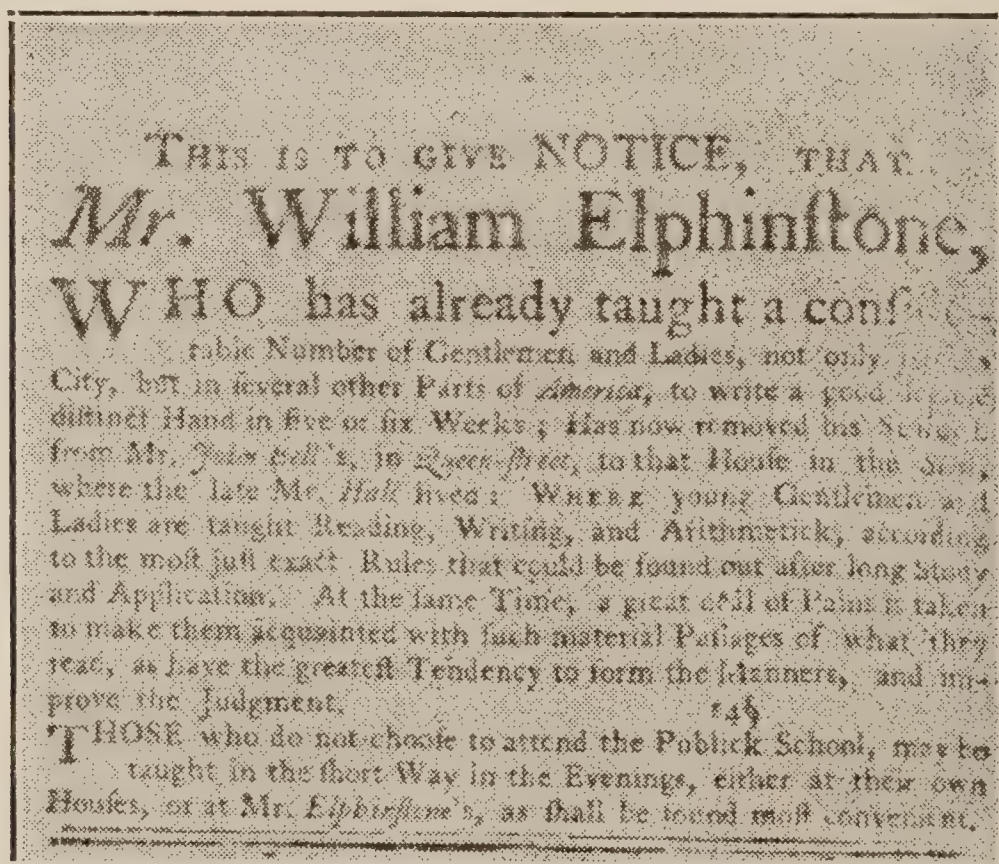 THIS IS TO GIVE NOTICE, THAT
Mr. William Elphinſtone,
WHO has already taught a conſ
rable Number of Gentlemen and Ladies, not only
City, but in ſeveral other Parts of America, to write a good
diſtinct Hand in five or ſix Weeks; Has now removed his School
from Mr. in Queen-ſtreet, to that Houſe in the
where the late Mr. Hall lived: WHERE young Gentlemen and
Ladies are taught Reading, Writing, and Arithmetick, according
to the moſt juſt exact Rules that could be found out after long Study
and Application. At the ſame Time, a great deal of Pains is taken
to make them acquainted with ſuch material Paſſages of what they
read, as have the greateſt Tendency to form the Manners, and im-
prove the Judgment.
THOSE who do not chooſe to attend the Publick School, may be
taught in the ſhort Way in the Evenings, either at their own
Houſes, or at Mr. Elphinſtone's, as ſhall be found moſt convenient.